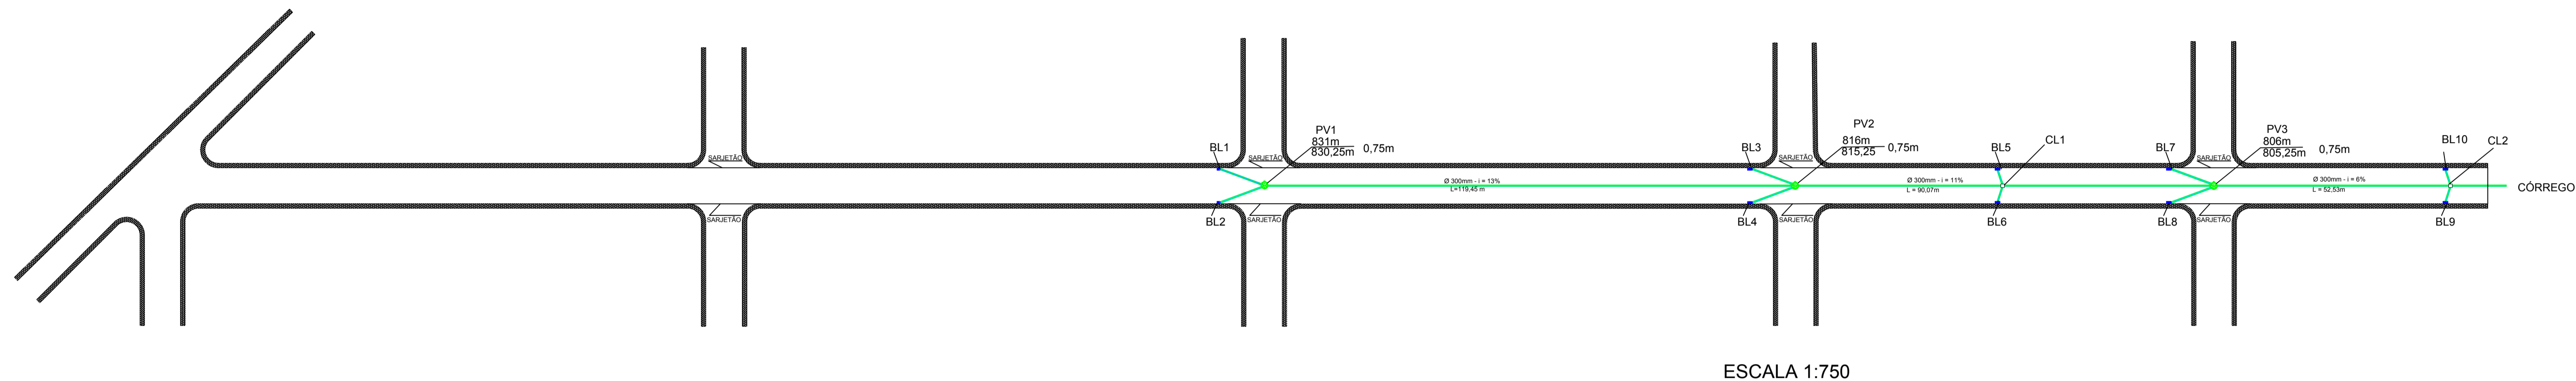 PV1
831m
830,25m 0,75m
PV2
816m
815,25 0,75m
PV3
806m
805,25m 0,75m
BL1
BL3
BL5
CL1
BL7
BL10
CL2
SARJETÃO
SARJETÃO
SARJETÃO
SARJETÃO
Ø 300mm - i = 13%
L=119,45 m
Ø 300mm - i = 11%
L = 90,07m
Ø 300mm - i = 6%
L = 52,53m
CÓRREGO
SARJETÃO
SARJETÃO
SARJETÃO
SARJETÃO
BL2
BL4
BL6
BL8
BL9
ESCALA 1:750